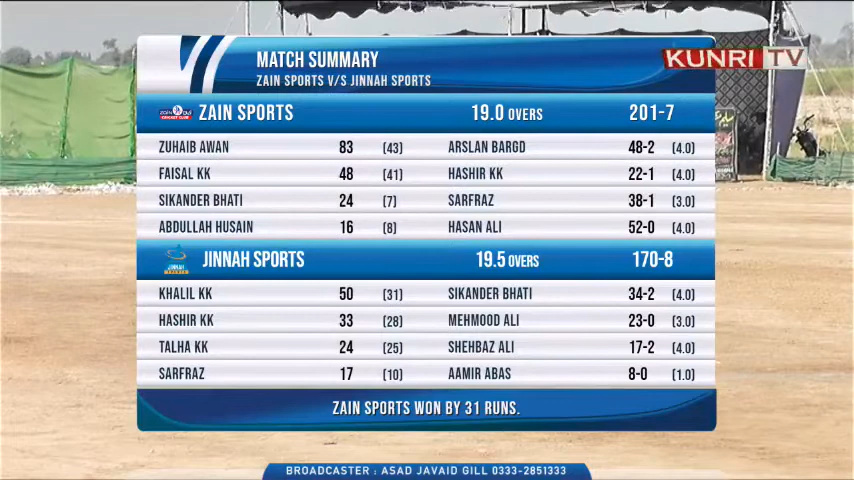 MATCH SUMMARY
ZAIN SPORTS V/S JINNAH SPORTS
KUNRI TV
ZAIN SPORTS 19.0 OVERS 201-7
ZUHAIB AWAN 83 (43) ARSLAN BARGD 48-2 (4.0)
FAISAL KK 48 (41) HASHIR KK 22-1 (4.0)
SIKANDER BHATI 24 (7) SARFRAZ 38-1 (3.0)
ABDULLAH HUSAIN 16 (8) HASAN ALI 52-0 (4.0)
JINNAH SPORTS 19.5 OVERS 170-8
KHALIL KK 50 (31) SIKANDER BHATI 34-2 (4.0)
HASHIR KK 33 (28) MEHMOOD ALI 23-0 (3.0)
TALHA KK 24 (25) SHEHBAZ ALI 17-2 (4.0)
SARFRAZ 17 (10) AAMIR ABAS 8-0 (1.0)
ZAIN SPORTS WON BY 31 RUNS.
BROADCASTER : ASAD JAVAID GILL 0333-2851333